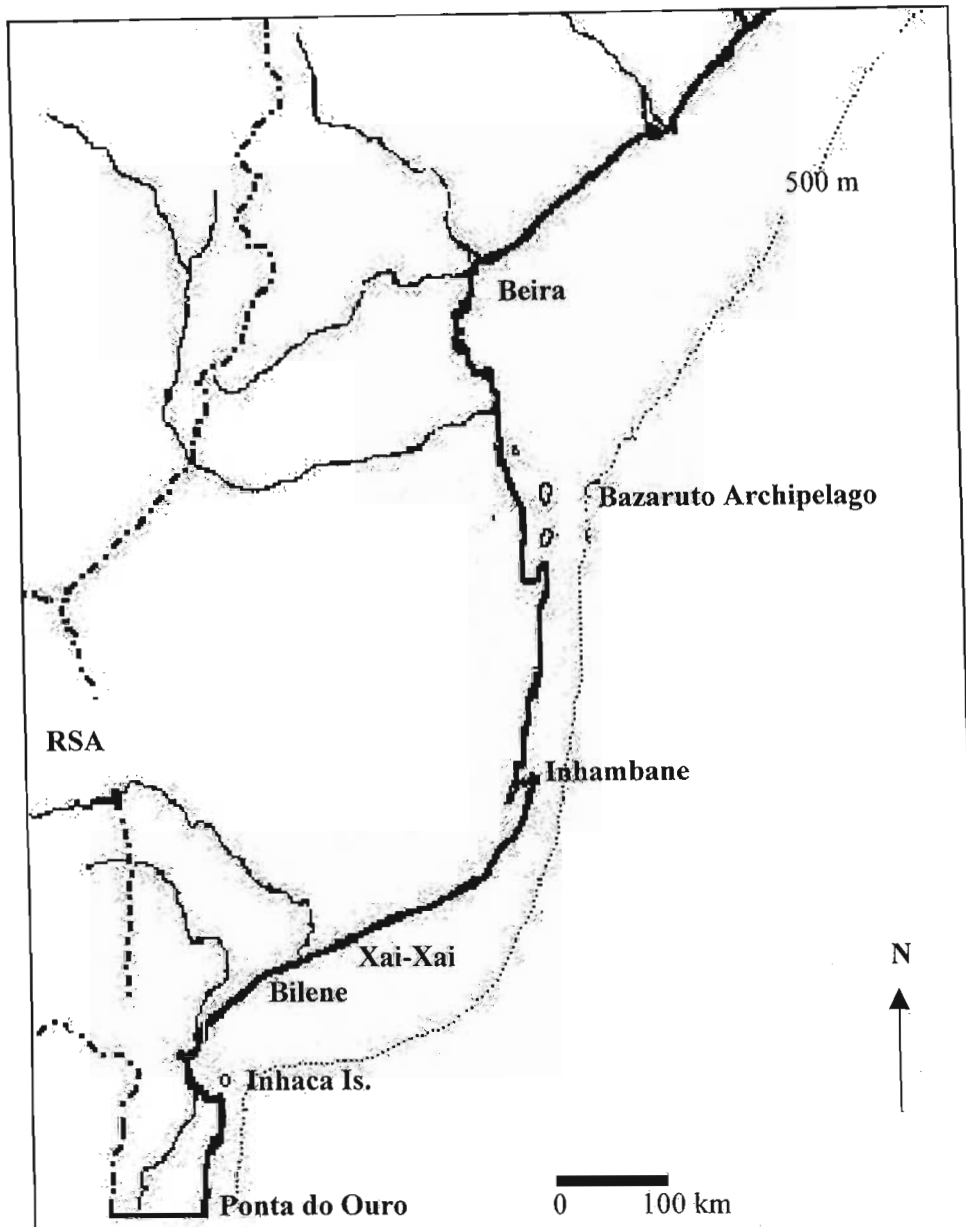 500 m
Beira
Bazaruto Archipelago
RSA
Inhambane
Xai-Xai
N
Bilene
Inhaca Is.
Ponta do Ouro
0 100 km